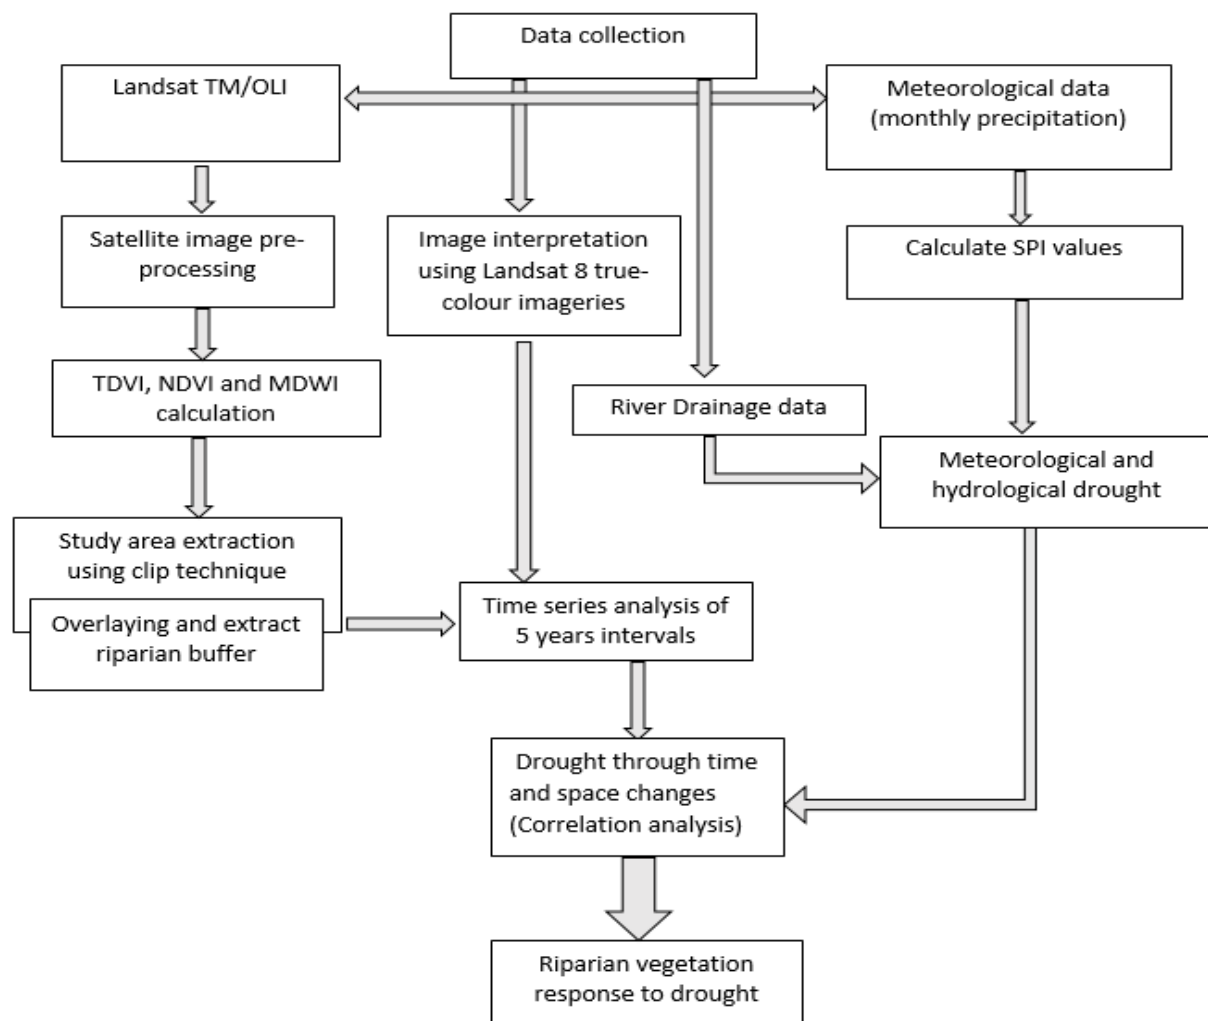 Data collection
Landsat TM/OLI
Meteorological data
(monthly precipitation)
Satellite image pre-
processing
Image interpretation
using Landsat 8 true-
colour imageries
Calculate SPI values
TDVI, NDVI and MDWI
calculation
River Drainage data
Meteorological and
hydrological drought
Study area extraction
using clip technique
Overlaying and extract
riparian buffer
Time series analysis of
5 years intervals
Drought through time
and space changes
(Correlation analysis)
Riparian vegetation
response to drought